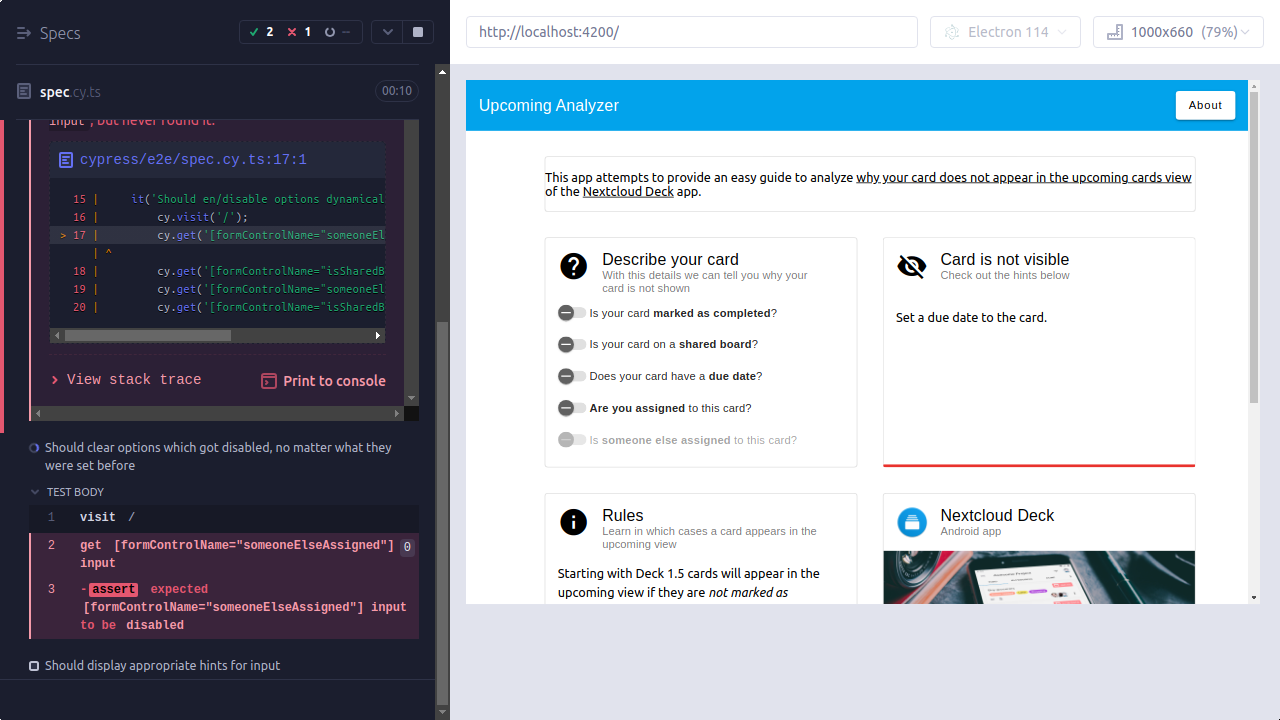 Specs
2
1
--
spec.cy.ts
00:10
input`, but never found it.
cypress/e2e/spec.cy.ts:17:1
15 | it('Should en/disable options dynamical
16 | cy.visit('/');
> 17 | cy.get('[formControlName="someoneEl
| ^
18 | cy.get('[formControlName="isSharedB
19 | cy.get('[formControlName="someoneEl
20 | cy.get('[formControlName="isSharedB
View stack trace
Print to console
Should clear options which got disabled, no matter what they
were set before
TEST BODY
1 visit /
2 get [formControlName="someoneElseAssigned"] 0
input
3 -assert expected
[formControlName="someoneElseAssigned"] input
to be disabled
Should display appropriate hints for input
http://localhost:4200/
Electron 114
1000x660 (79%)
Upcoming Analyzer
About
This app attempts to provide an easy guide to analyze why your card does not appear in the upcoming cards view
of the Nextcloud Deck app.
Describe your card
With this details we can tell you why your
card is not shown
Is your card marked as completed?
Is your card on a shared board?
Does your card have a due date?
Are you assigned to this card?
Is someone else assigned to this card?
Card is not visible
Check out the hints below
Set a due date to the card.
Rules
Learn in which cases a card appears in the
upcoming view
Starting with Deck 1.5 cards will appear in the
upcoming view if they are not marked as
Nextcloud Deck
Android app